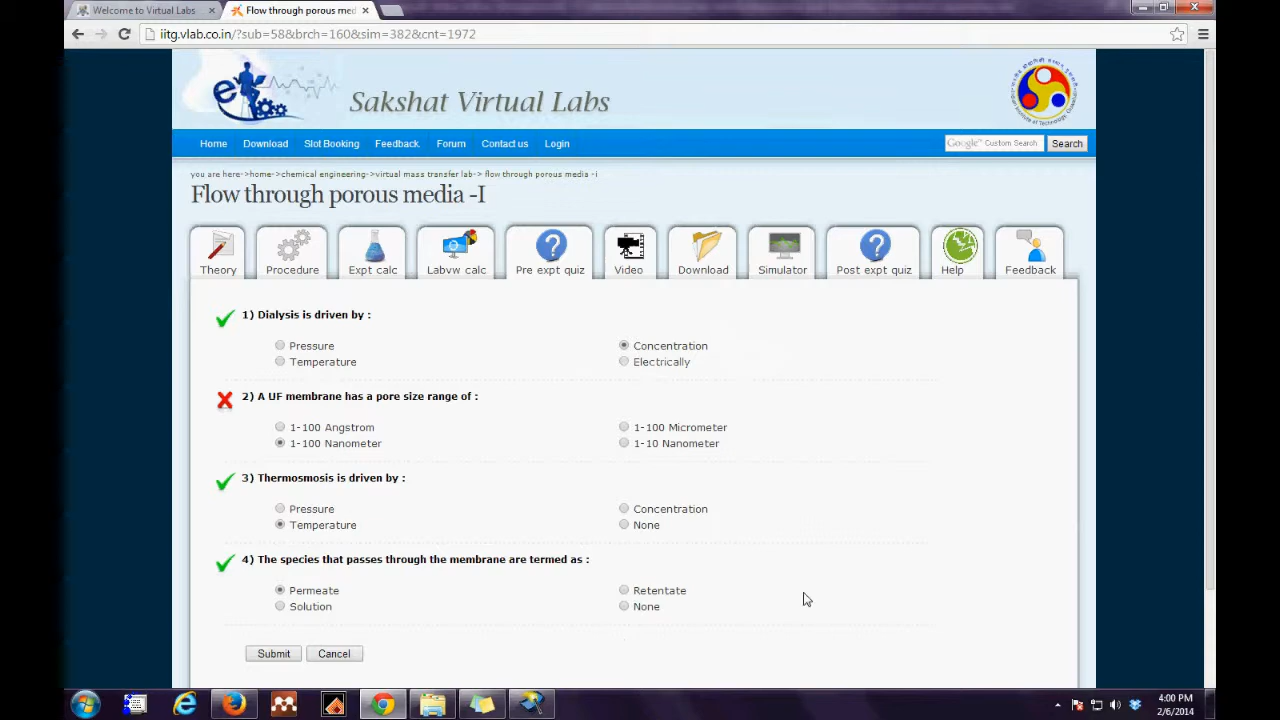 Welcome to Virtual Labs
Flow through porous med
iitg.vlab.co.in/?sub=58&brch=160&sim=382&cnt=1972
Sakshat Virtual Labs
Home Download Slot Booking Feedback Forum Contact us Login Google Custom Search Search
you are here->home->chemical engineering->virtual mass transfer lab-> flow through porous media -i
Flow through porous media -I
Theory Procedure Expt calc Labvw calc Pre expt quiz Video Download Simulator Post expt quiz Help Feedback
1) Dialysis is driven by :
Pressure Concentration
Temperature Electrically
2) A UF membrane has a pore size range of :
1-100 Angstrom 1-100 Micrometer
1-100 Nanometer 1-10 Nanometer
3) Thermosmosis is driven by :
Pressure Concentration
Temperature None
4) The species that passes through the membrane are termed as :
Permeate Retentate
Solution None
Submit Cancel
4:00 PM
2/6/2014